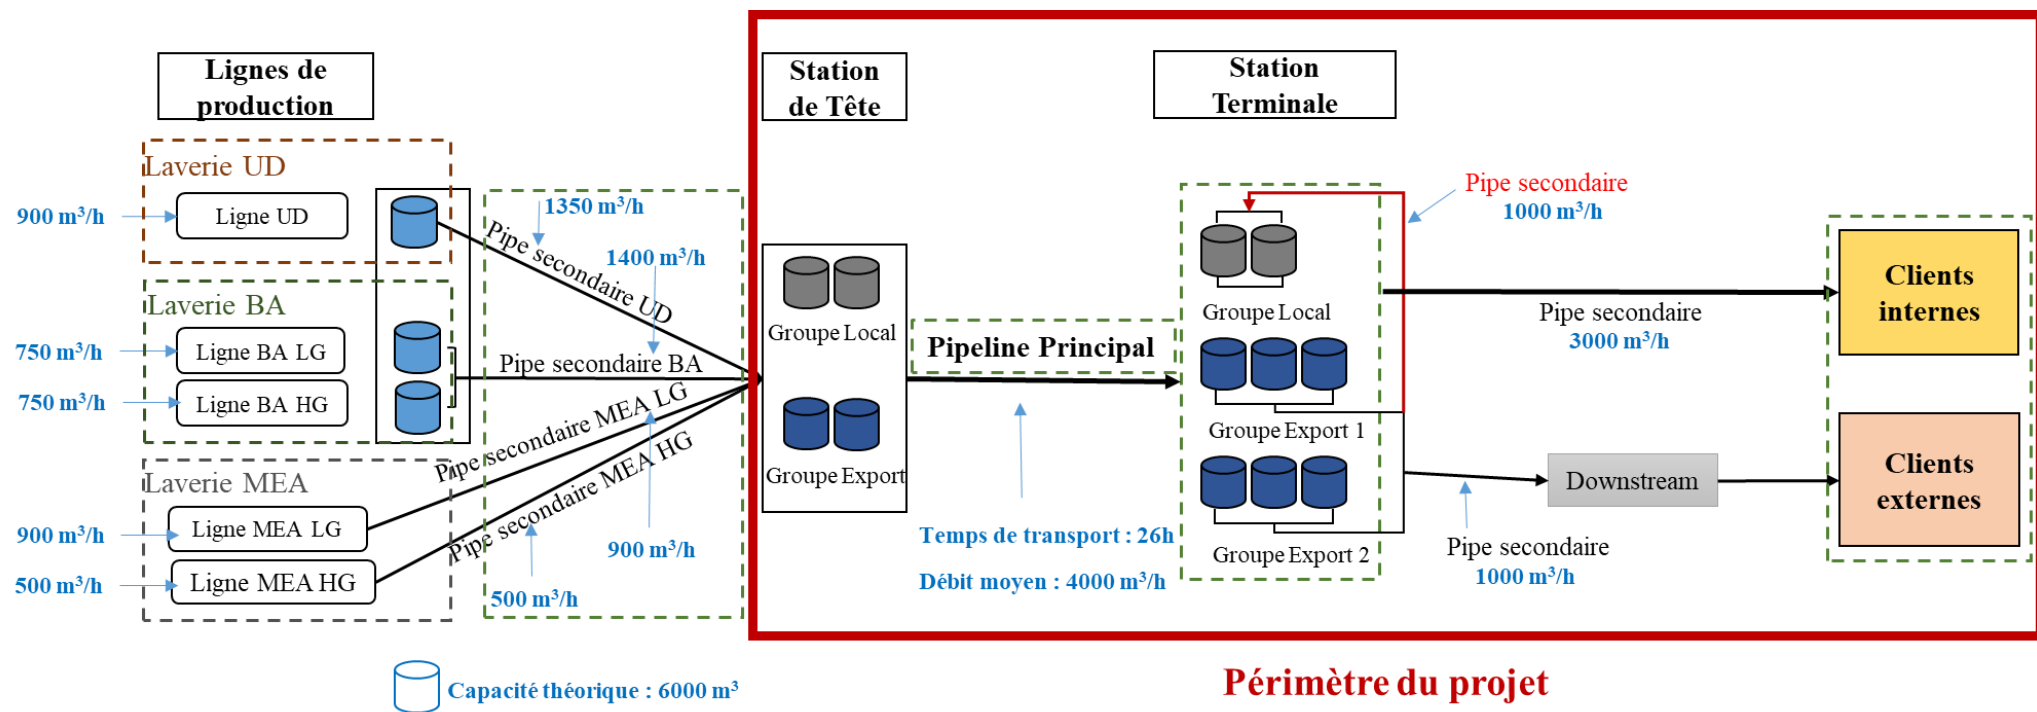 Lignes de
production
Station
de Tête
Station
Terminale
Laverie UD
900 m³/h
Ligne UD
Laverie BA
750 m³/h
Ligne BA LG
750 m³/h
Ligne BA HG
Laverie MEA
900 m³/h
Ligne MEA LG
500 m³/h
Ligne MEA HG
1350 m³/h
Pipe secondaire UD
1400 m³/h
Pipe secondaire BA
Pipe secondaire MEA LG
Pipe secondaire MEA HG
900 m³/h
500 m³/h
Groupe Local
Groupe Export
Pipeline Principal
Temps de transport : 26h
Débit moyen : 4000 m³/h
Groupe Local
Groupe Export 1
Groupe Export 2
Pipe secondaire
1000 m³/h
Pipe secondaire
3000 m³/h
Pipe secondaire
1000 m³/h
Downstream
Clients
internes
Clients
externes
Capacité théorique : 6000 m³
Périmètre du projet